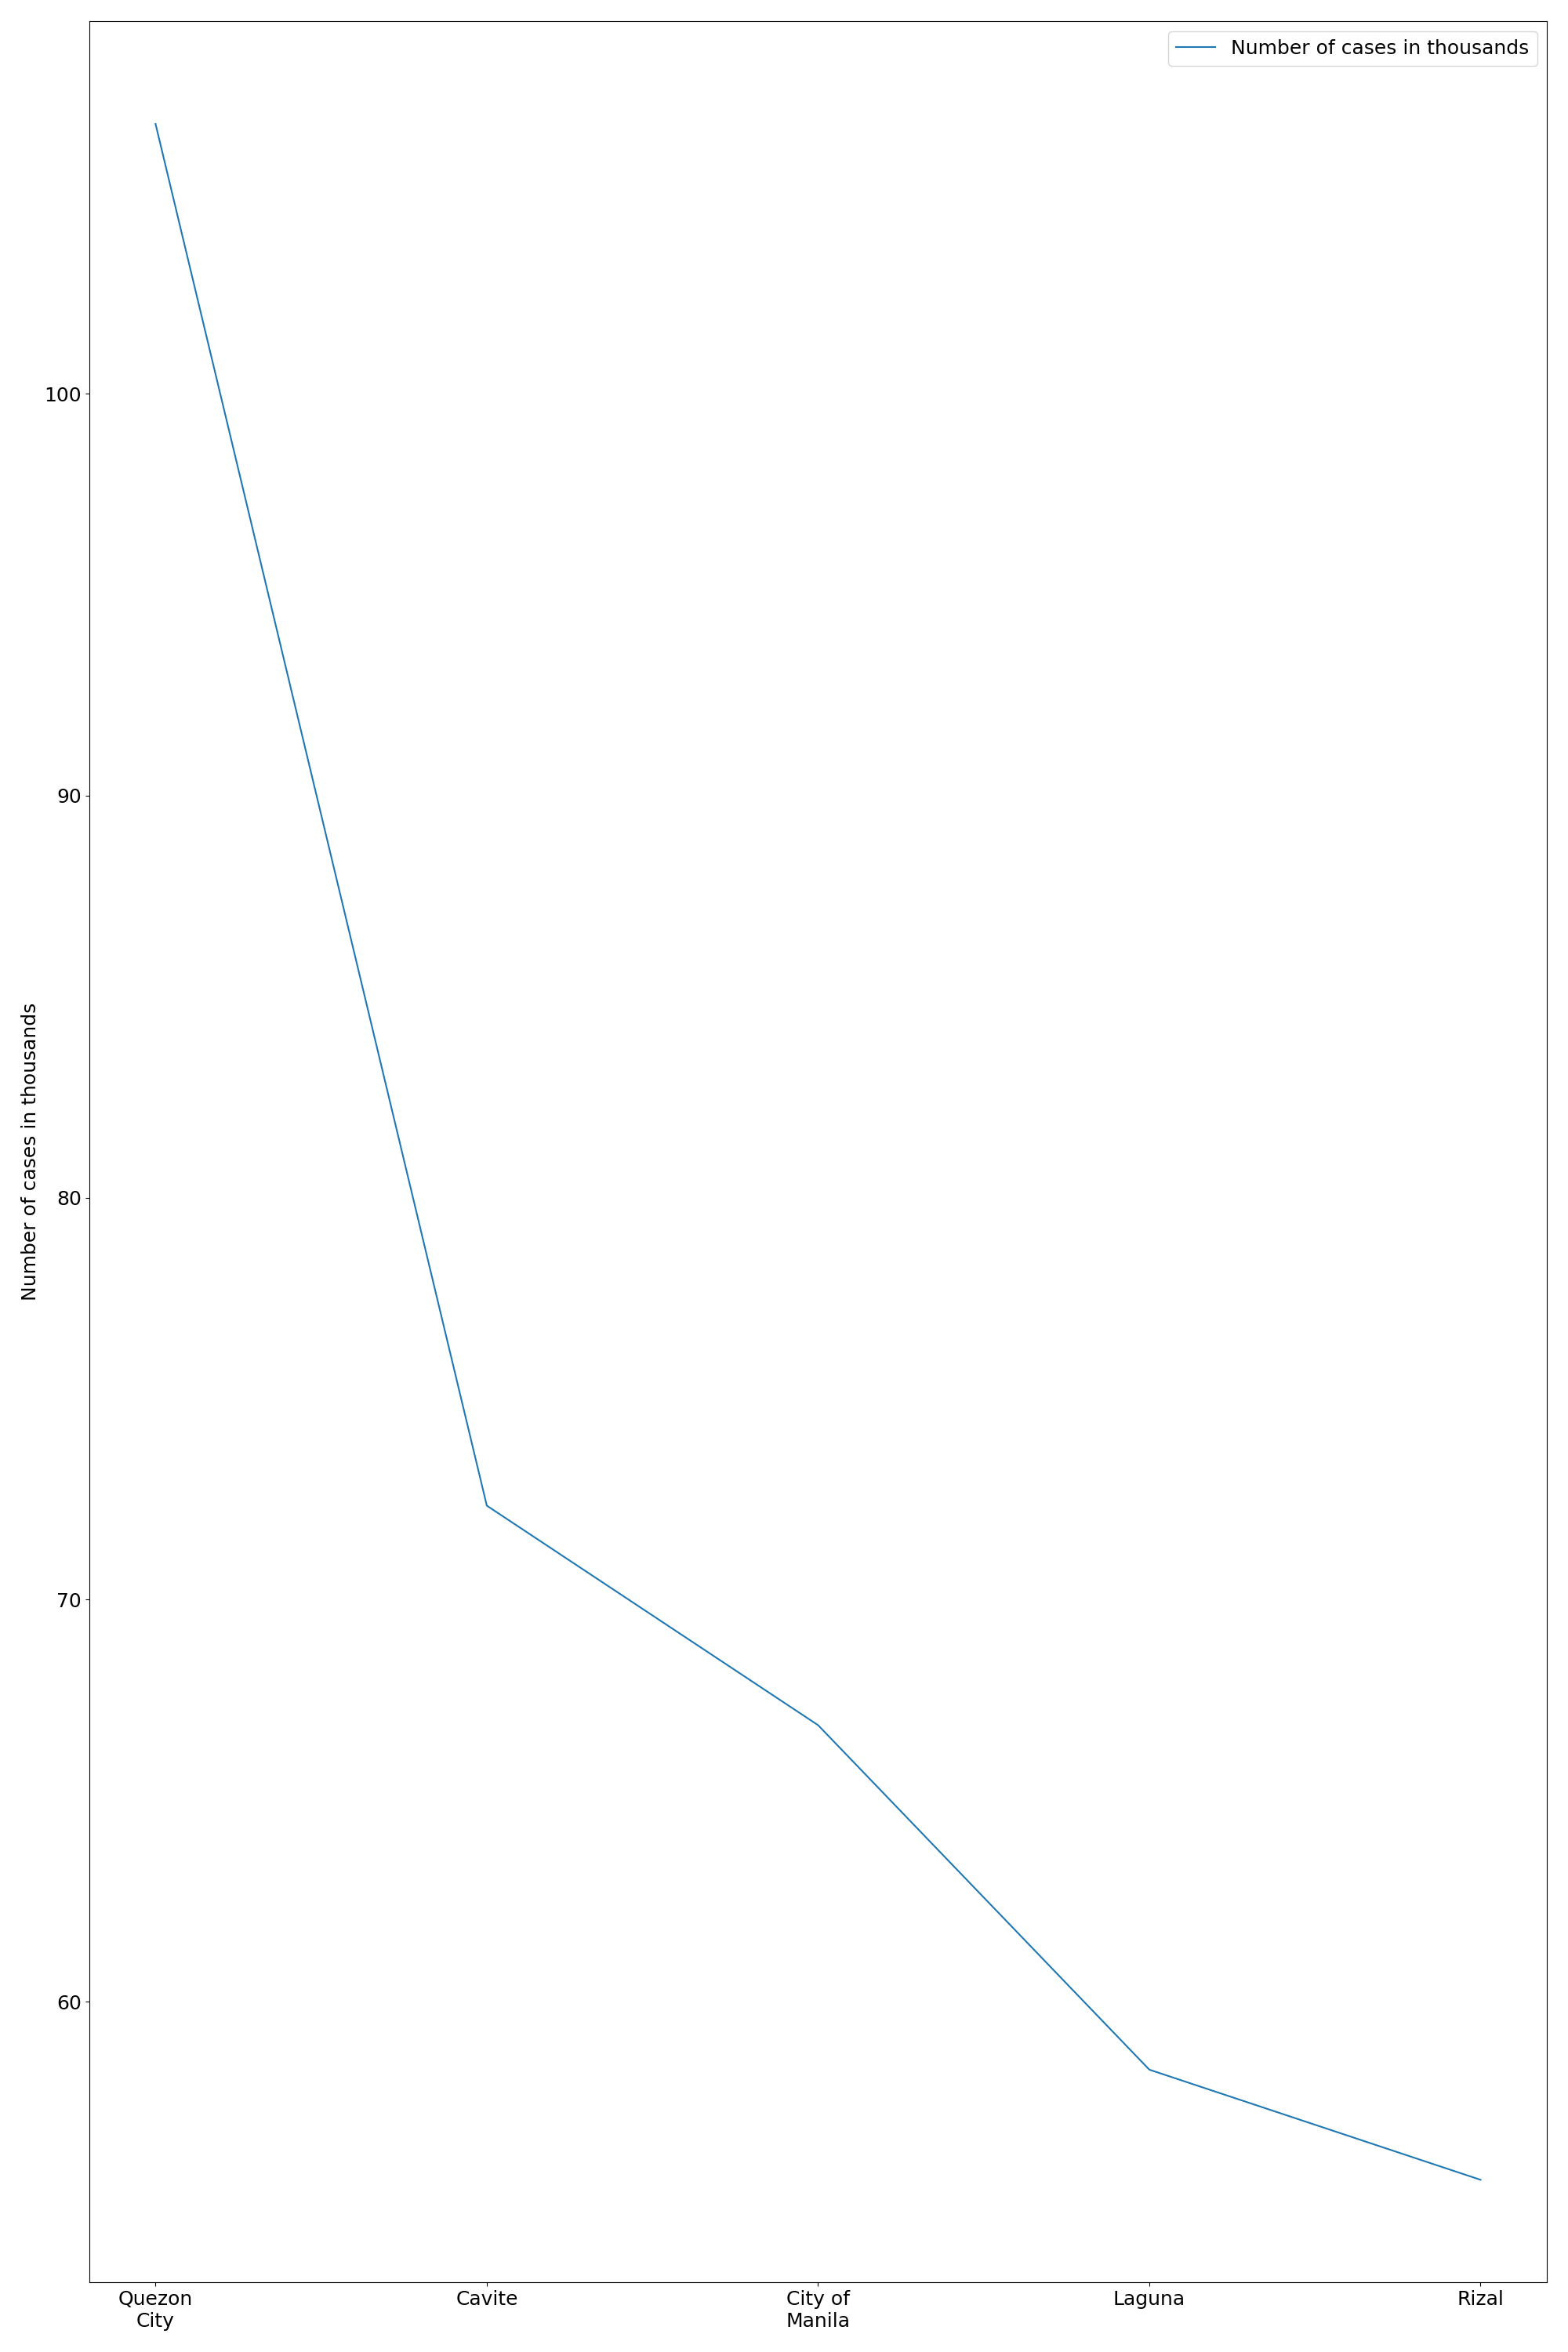 Number of cases in thousands
100
90
80
70
60
Number of cases in thousands
Quezon
City
Cavite
City of
Manila
Laguna
Rizal